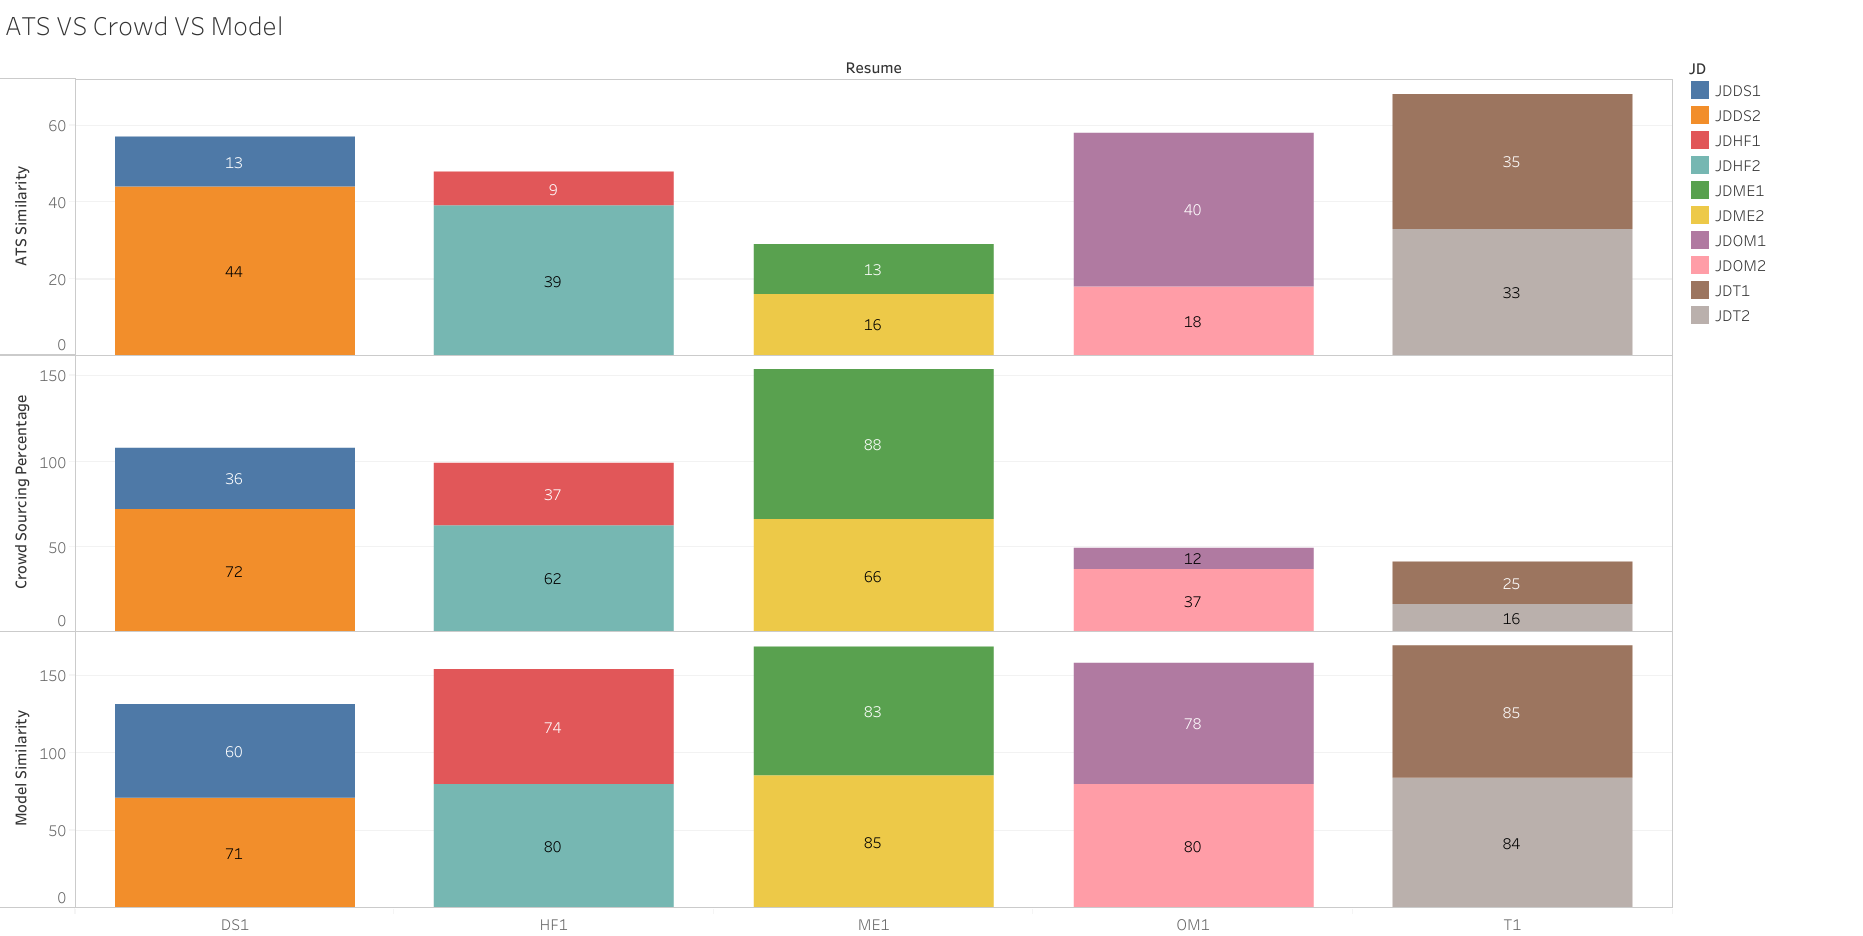 ATS VS Crowd VS Model
Resume
JD
JDDS1
JDDS2
JDHF1
JDHF2
JDME1
JDME2
JDOM1
JDOM2
JDT1
JDT2
ATS Similarity
60
40
20
0
13
9
13
40
35
44
39
16
18
33
Crowd Sourcing Percentage
150
100
50
0
36
37
88
12
25
72
62
66
37
16
Model Similarity
150
100
50
0
60
74
83
78
85
71
80
85
80
84
DS1
HF1
ME1
OM1
T1